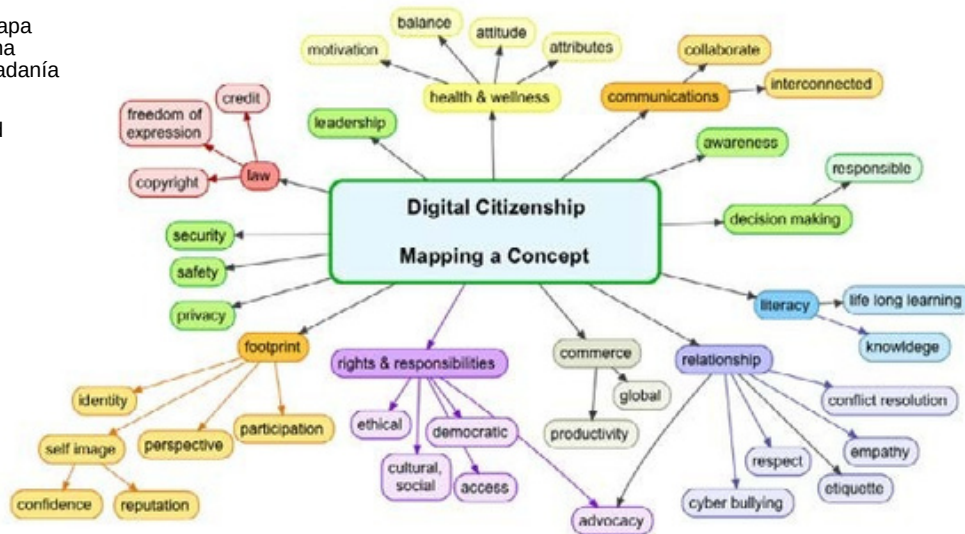 apa
na
adanía
d
balance
attitude
motivation
attributes
collaborate
health & wellness
communications
interconnected
credit
freedom of
expression
leadership
awareness
responsible
law
copyright
Digital Citizenship
Mapping a Concept
decision making
security
safety
privacy
literacy
life long learning
knowldege
footprint
rights & responsibilities
commerce
relationship
identity
global
conflict resolution
participation
ethical
democratic
self image
perspective
productivity
empathy
cultural,
social
respect
access
etiquette
confidence
reputation
cyber bullying
advocacy